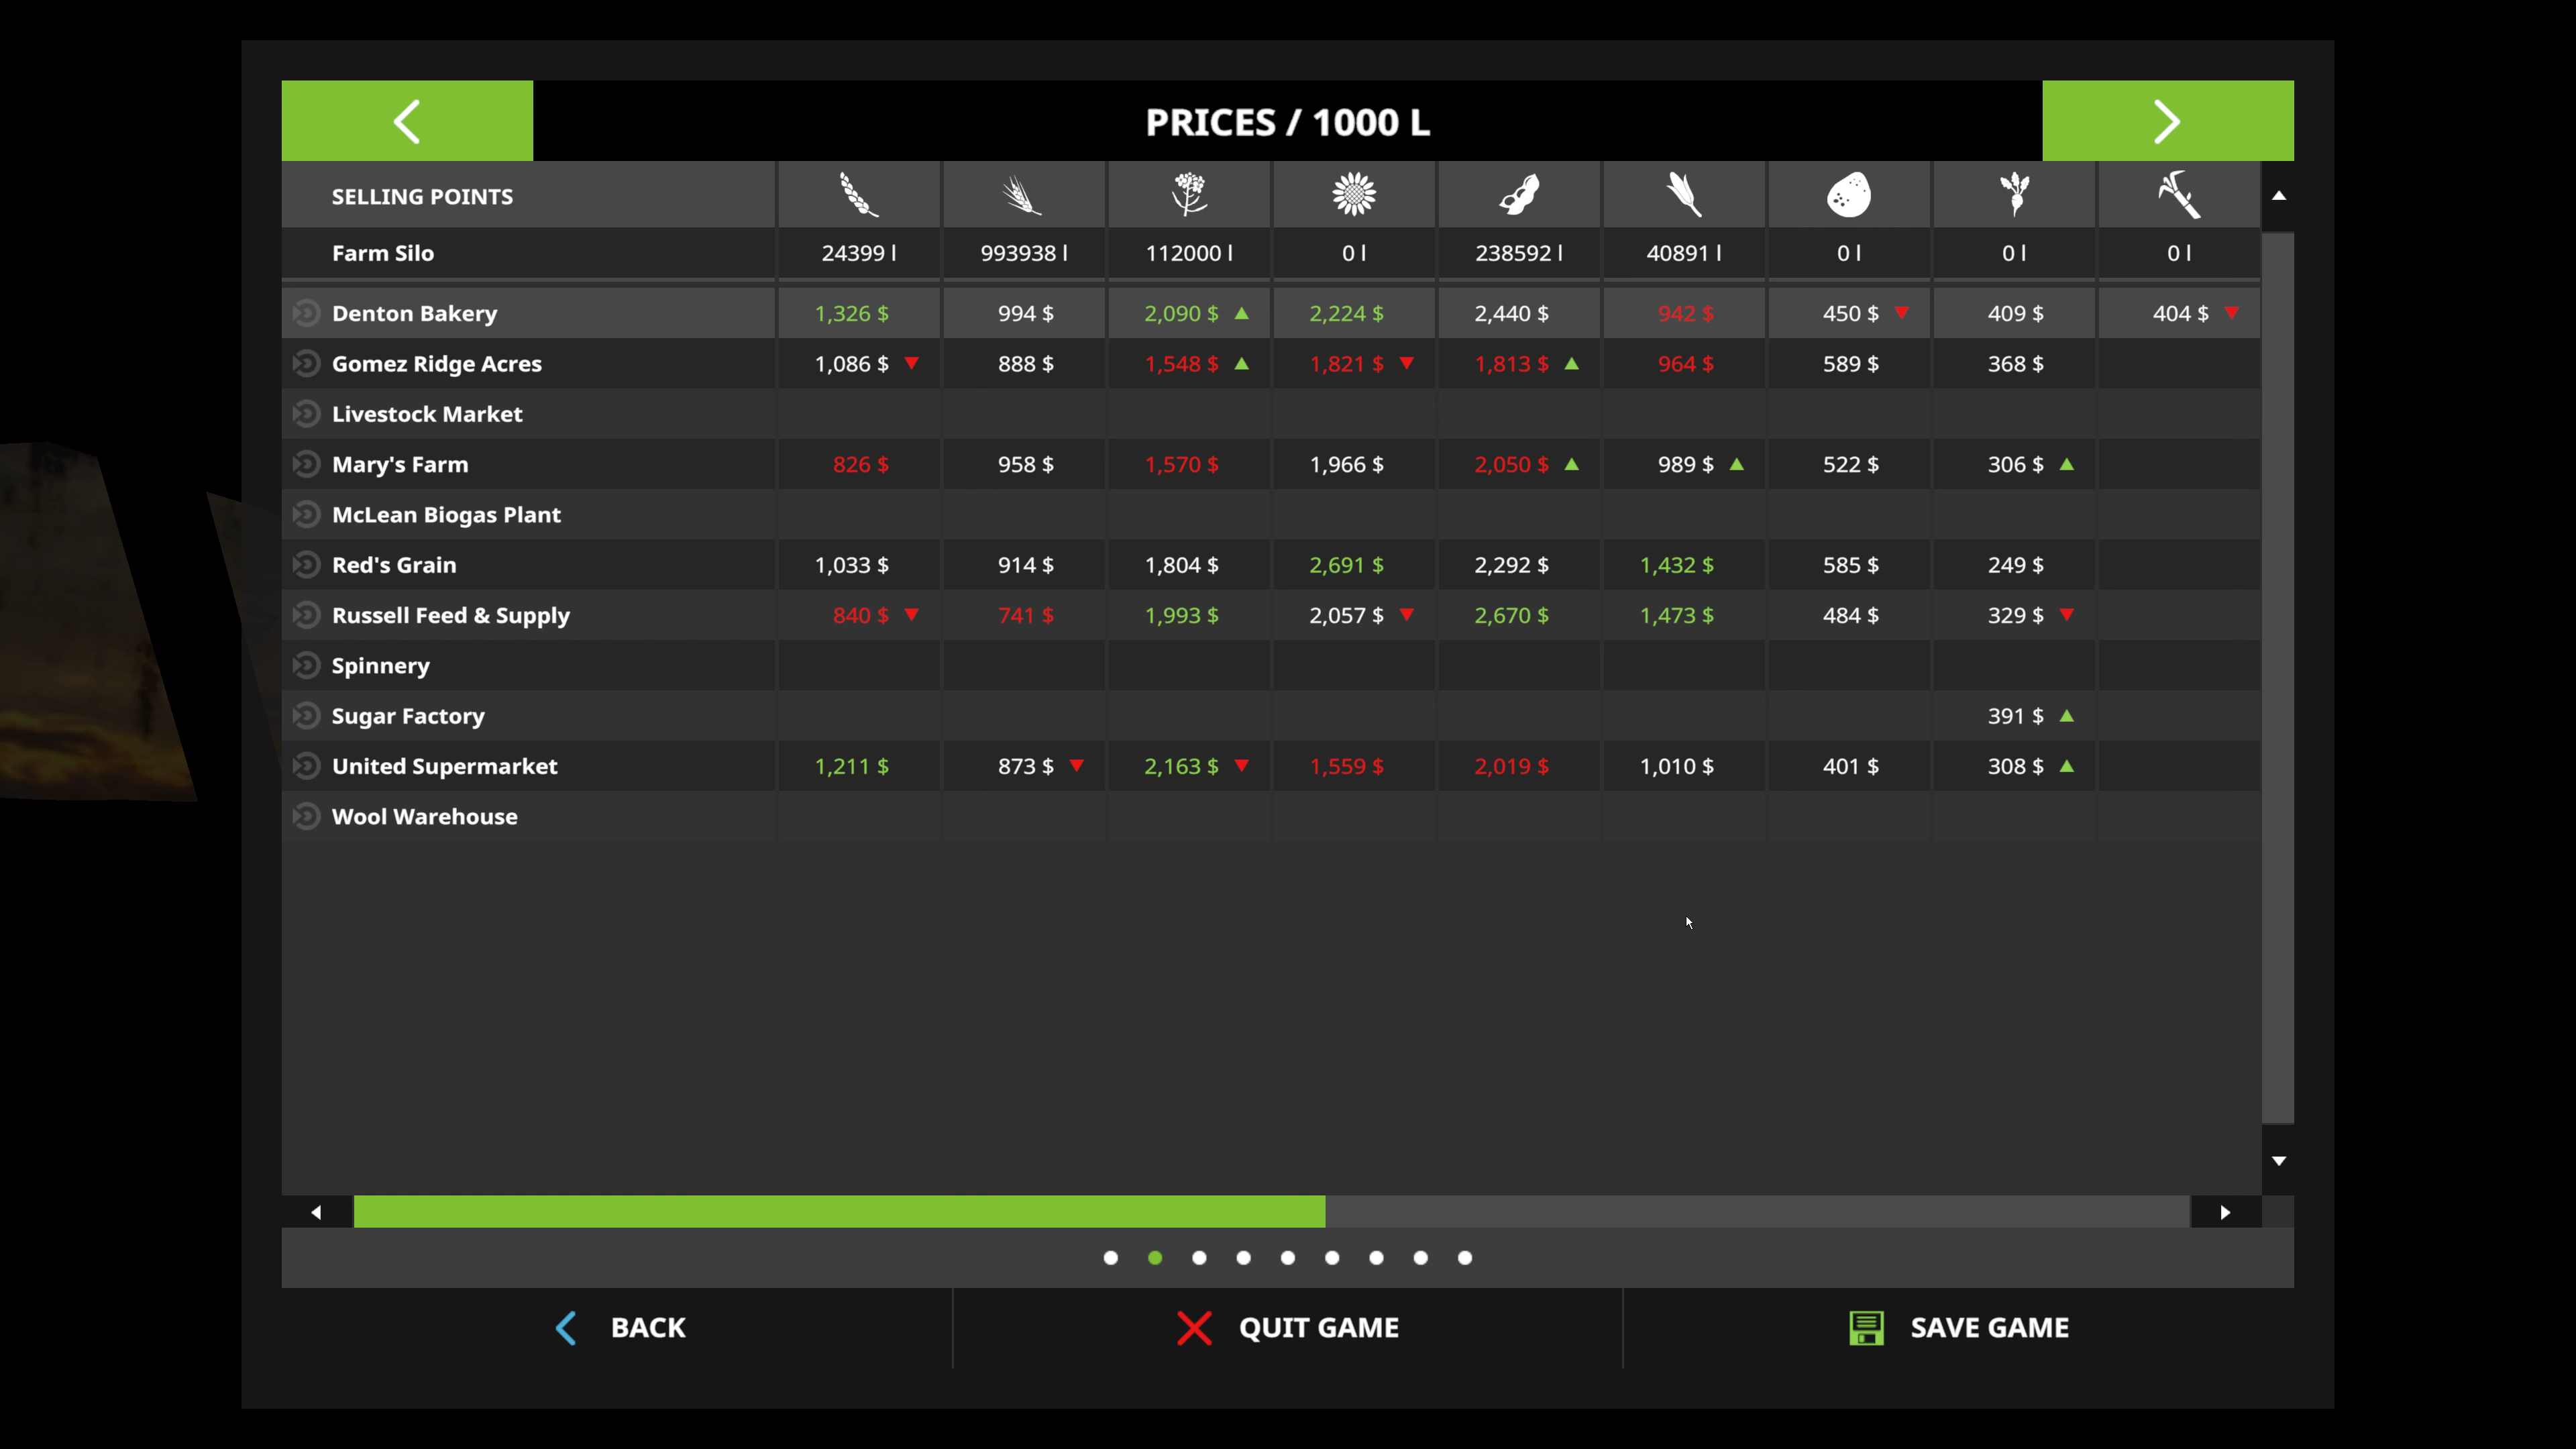 PRICES / 1000 L
SELLING POINTS
Farm Silo 24399 l 993938 l 112000 l 0 l 238592 l 40891 l 0 l 0 l 0 l
Denton Bakery 1,326 $ 994 $ 2,090 $ 2,224 $ 2,440 $ 942 $ 450 $ 409 $ 404 $
Gomez Ridge Acres 1,086 $ 888 $ 1,548 $ 1,821 $ 1,813 $ 964 $ 589 $ 368 $
Livestock Market
Mary's Farm 826 $ 958 $ 1,570 $ 1,966 $ 2,050 $ 989 $ 522 $ 306 $
McLean Biogas Plant
Red's Grain 1,033 $ 914 $ 1,804 $ 2,691 $ 2,292 $ 1,432 $ 585 $ 249 $
Russell Feed & Supply 840 $ 741 $ 1,993 $ 2,057 $ 2,670 $ 1,473 $ 484 $ 329 $
Spinnery
Sugar Factory 391 $
United Supermarket 1,211 $ 873 $ 2,163 $ 1,559 $ 2,019 $ 1,010 $ 401 $ 308 $
Wool Warehouse
BACK QUIT GAME SAVE GAME